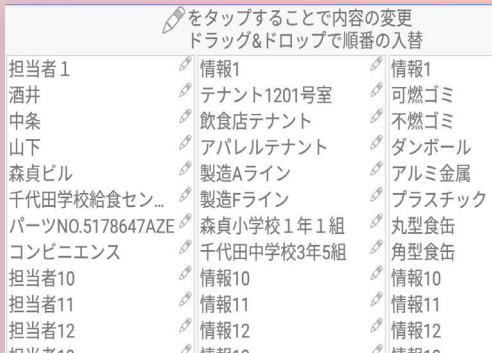 をタップすることで内容の変更
ドラッグ&ドロップで順番の入替
担当者１ 情報1 情報1
酒井 テナント1201号室 可燃ゴミ
中条 飲食店テナント 不燃ゴミ
山下 アパレルテナント ダンボール
森貞ビル 製造Aライン アルミ金属
千代田学校給食セン... 製造Fライン プラスチック
パーツNO.5178647AZE 森貞小学校１年１組 丸型食缶
コンビニエンス 千代田中学校3年5組 角型食缶
担当者10 情報10 情報10
担当者11 情報11 情報11
担当者12 情報12 情報12